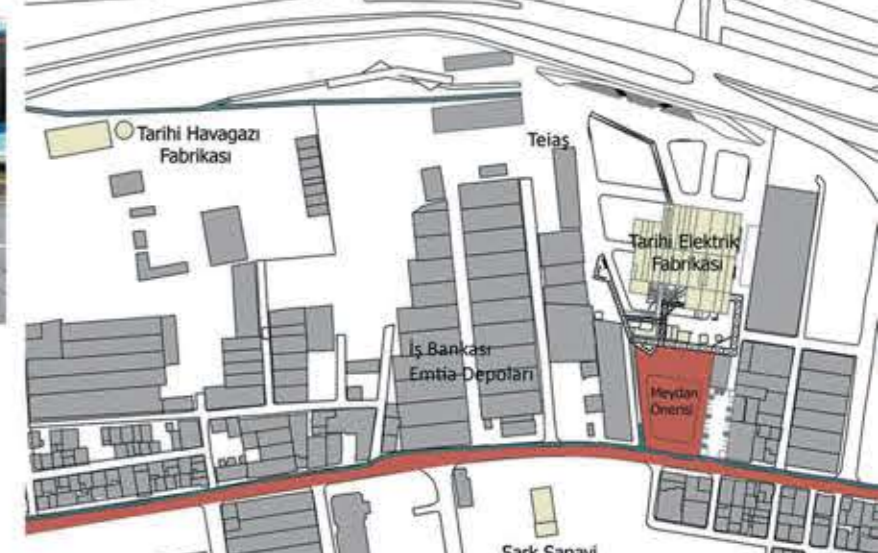 Tarihi Havagazı
Fabrikası
Teiaş
Tarihi Elektrik
Fabrikası
İş Bankası
Emtia Depoları
Meydan
Önerisi
Şark Sanayi